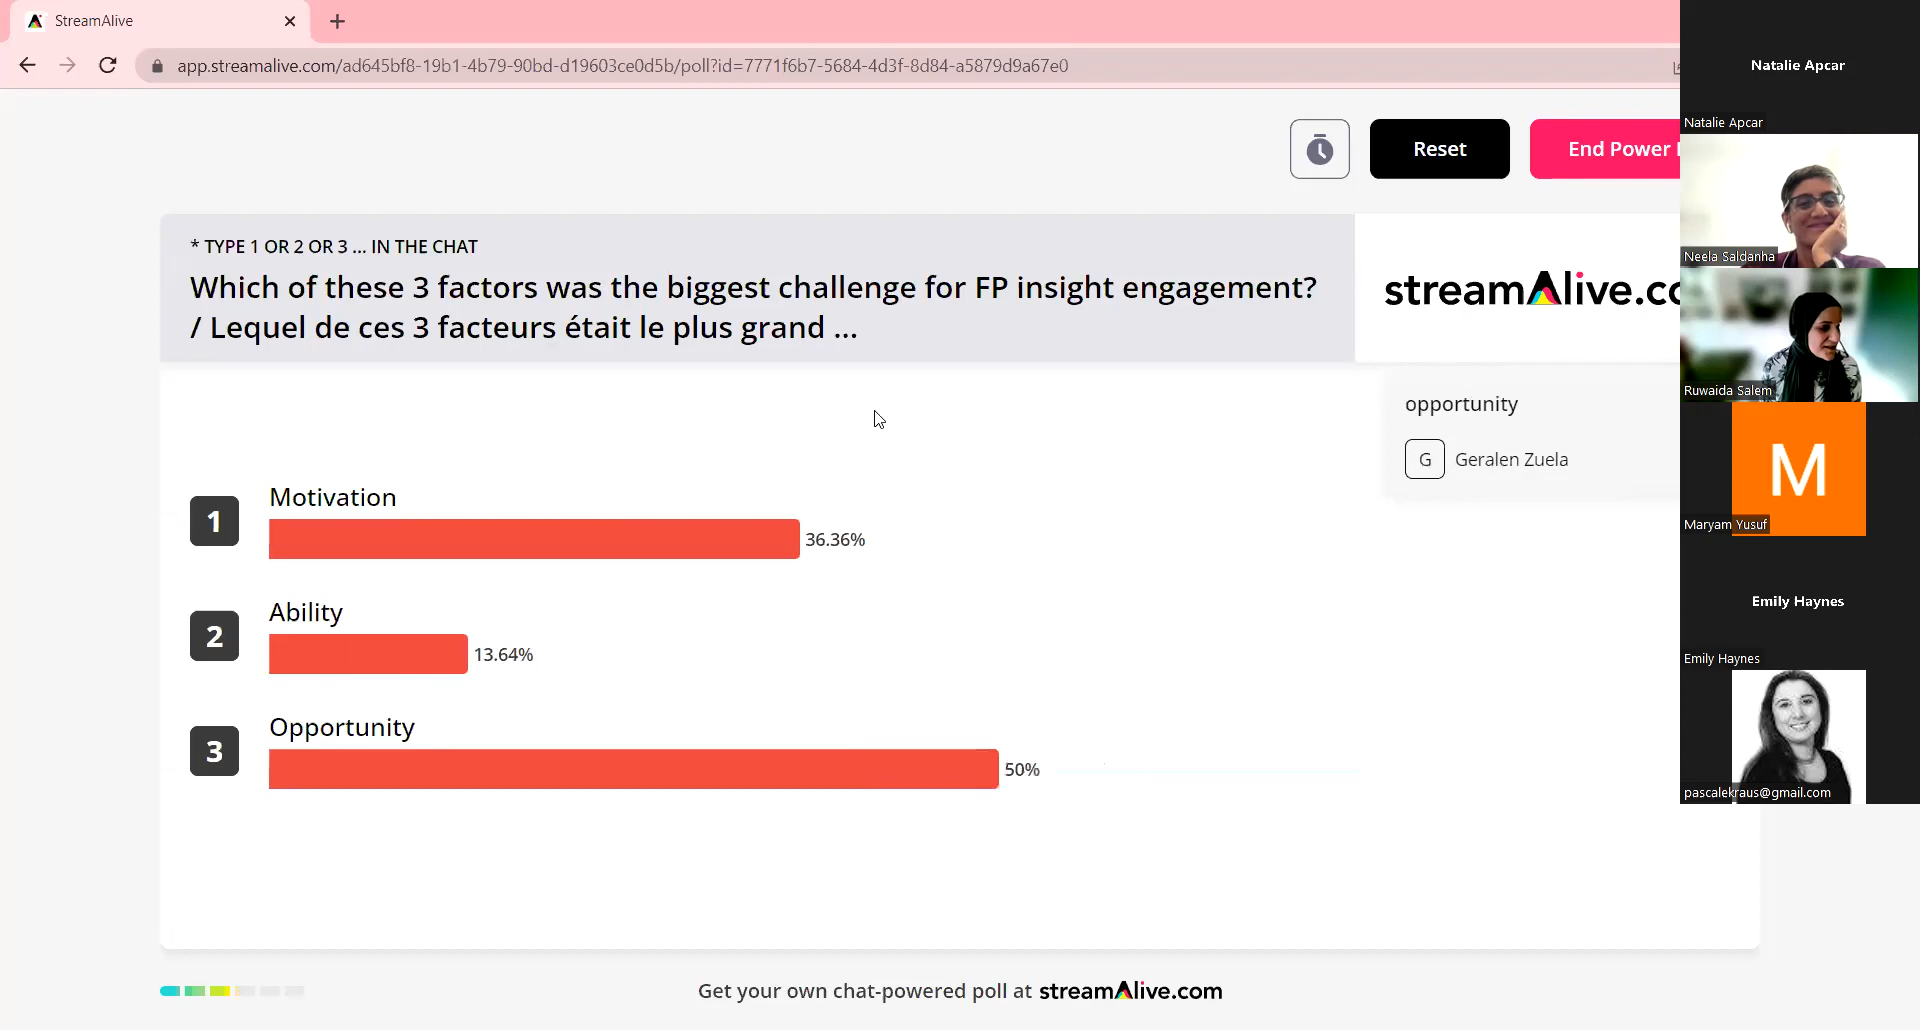 StreamAlive
app.streamalive.com/ad645bf8-19b1-4b79-90bd-d19603ce0d5b/poll?id=7771f6b7-5684-4d3f-8d84-a5879d9a67e0
Reset
End Power
* TYPE 1 OR 2 OR 3 ... IN THE CHAT
Which of these 3 factors was the biggest challenge for FP insight engagement?
/ Lequel de ces 3 facteurs était le plus grand ...
streamAlive.co
opportunity
G Geralen Zuela
1 Motivation
36.36%
2 Ability
13.64%
3 Opportunity
50%
Get your own chat-powered poll at streamAlive.com
Natalie Apcar
Natalie Apcar
Neela Saldanha
Ruwaida Salem
M
Maryam Yusuf
Emily Haynes
Emily Haynes
pascalekraus@gmail.com